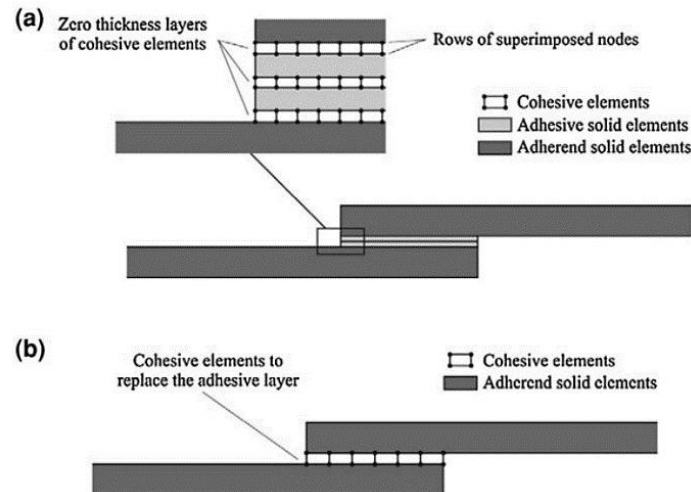 (a)
Zero thickness layers
of cohesive elements
Rows of superimposed nodes
Cohesive elements
Adhesive solid elements
Adherend solid elements
(b)
Cohesive elements to
replace the adhesive layer
Cohesive elements
Adherend solid elements